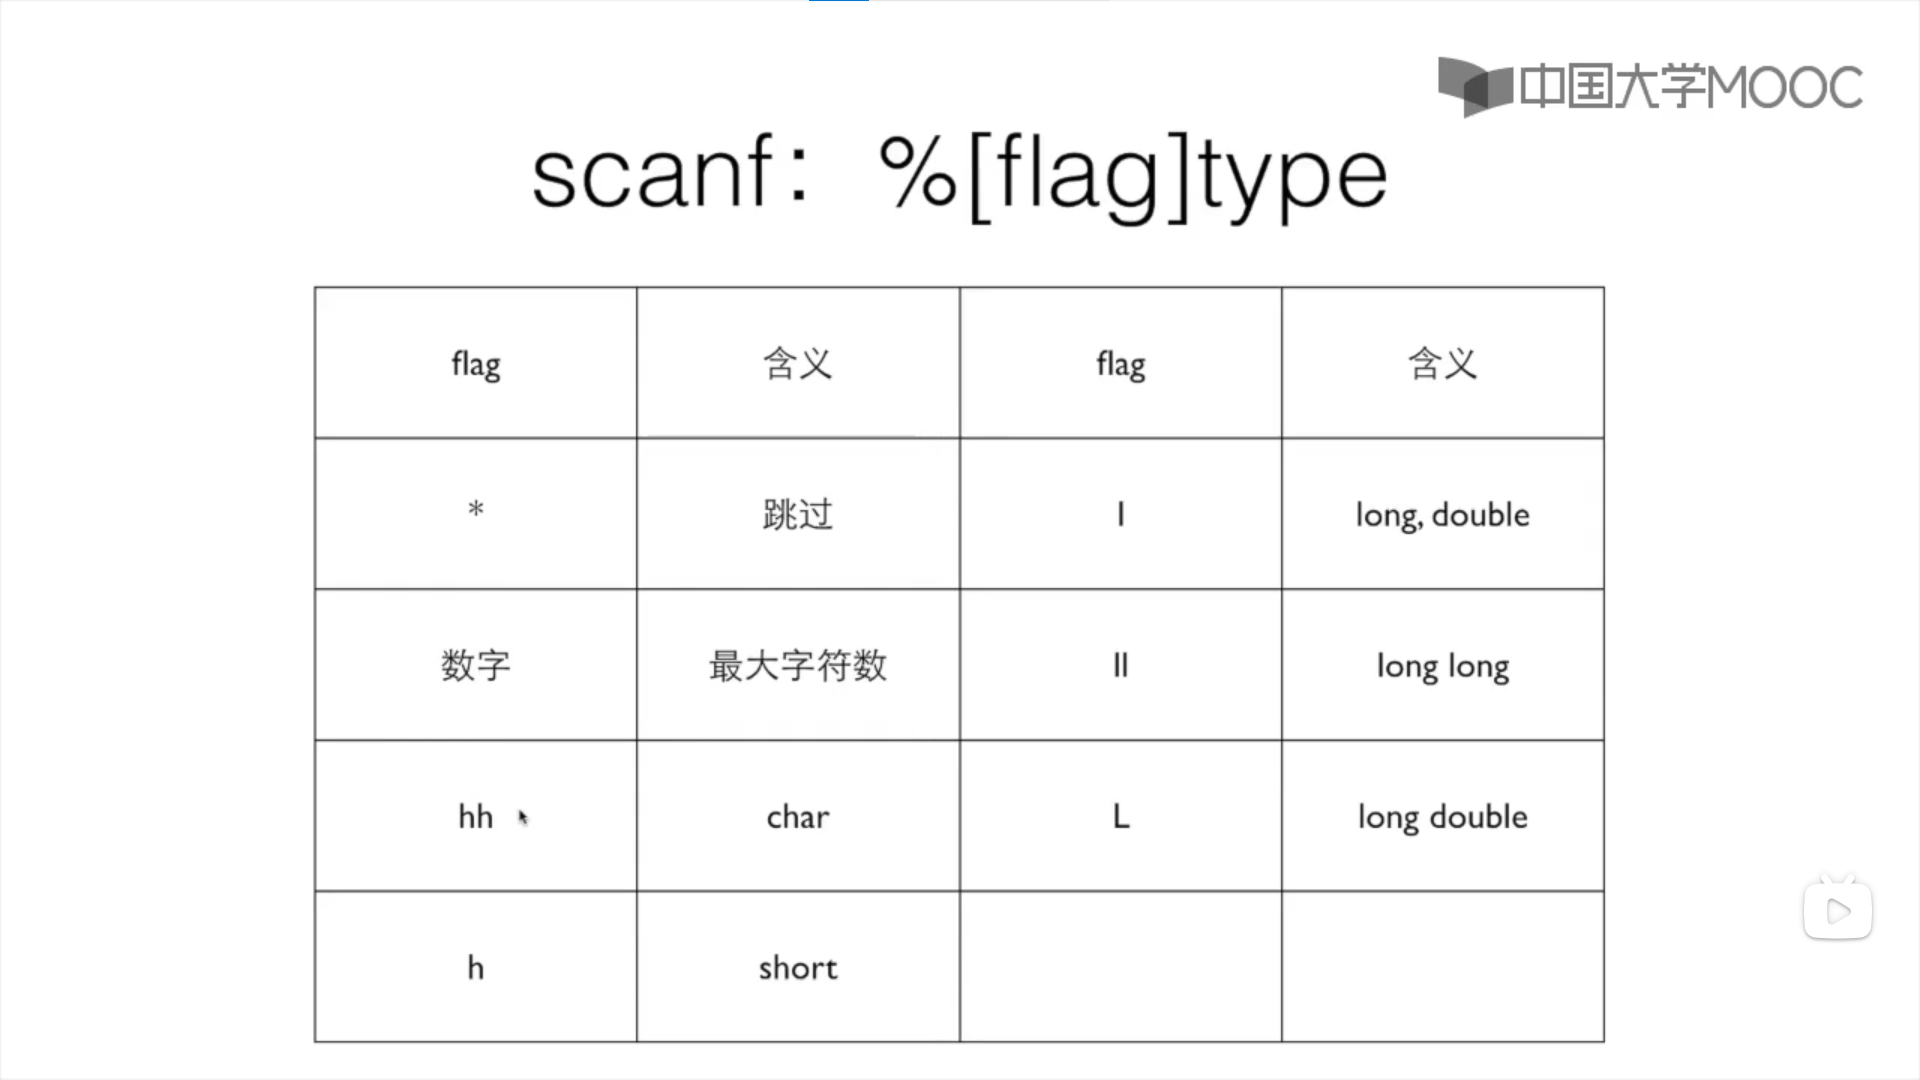 中国大学MOOC
scanf：%[flag]type
flag 含义 flag 含义
* 跳过 l long, double
数字 最大字符数 ll long long
hh char L long double
h short